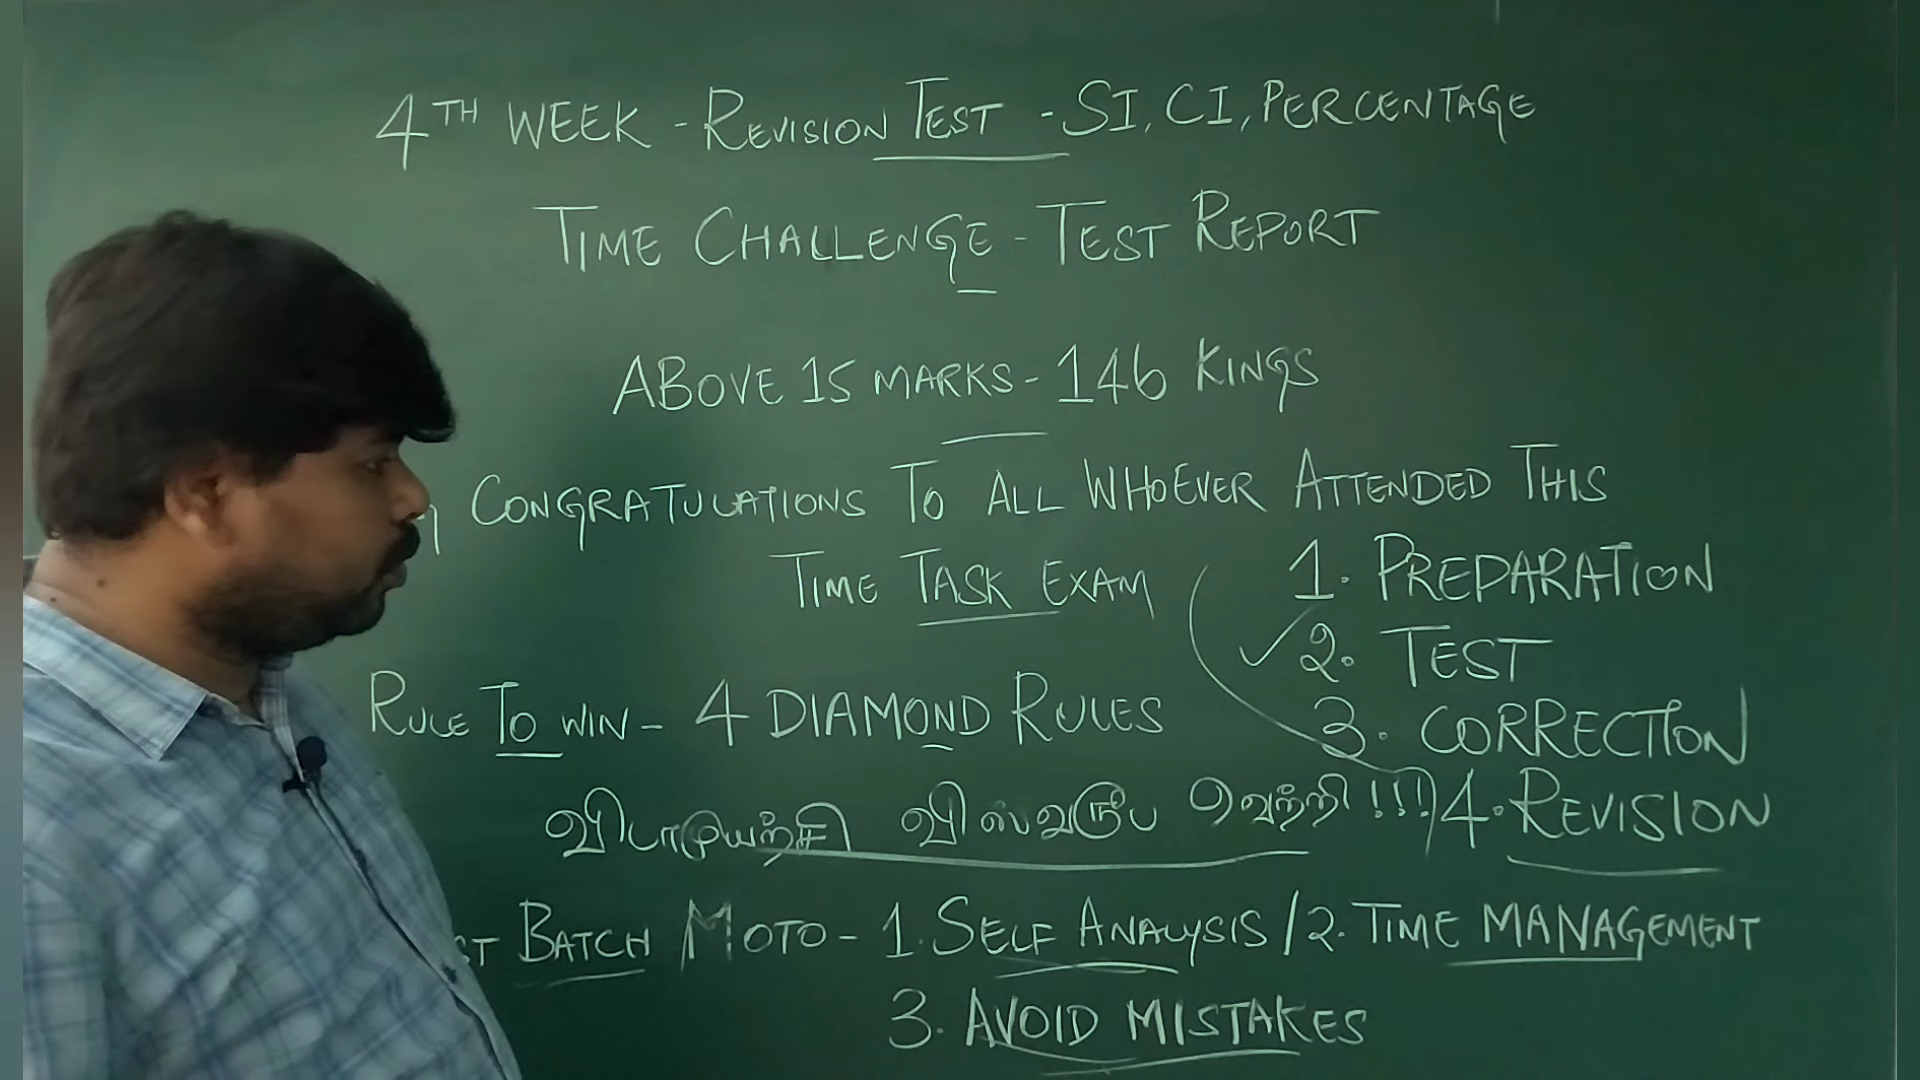 4TH WEEK - REVISION TEST - SI, CI, PERCENTAGE
TIME CHALLENGE - TEST REPORT
ABOVE 15 MARKS - 146 KINGS
CONGRATULATIONS TO ALL WHOEVER ATTENDED THIS
TIME TASK EXAM
1. PREPARATION
2. TEST
3. CORRECTION
4. REVISION
RULE TO WIN - 4 DIAMOND RULES
விடாமுயற்சி விஸ்வரூப வெற்றி !!!
BATCH MOTO - 1. SELF ANALYSIS / 2. TIME MANAGEMENT
3. AVOID MISTAKES